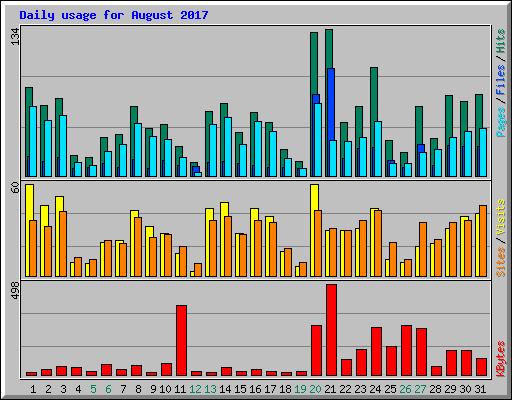 Daily usage for August 2017
134
Pages / Files / Hits
60
Sites / Visits
498
KBytes
1 2 3 4 5 6 7 8 9 10 11 12 13 14 15 16 17 18 19 20 21 22 23 24 25 26 27 28 29 30 31